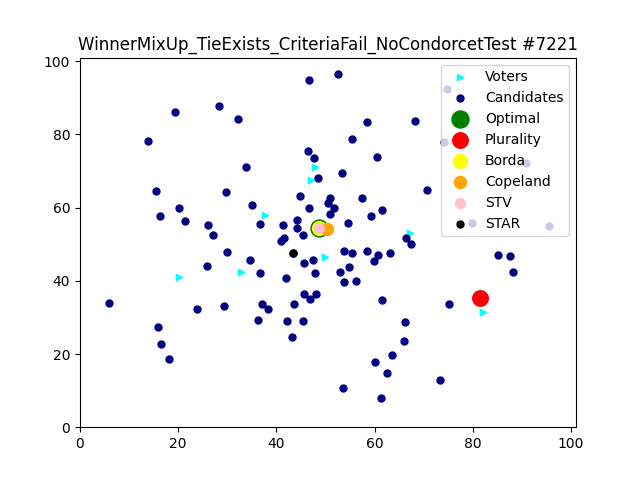 WinnerMixUp_TieExists_CriteriaFail_NoCondorcetTest #7221
100
80
60
40
20
0
0 20 40 60 80 100
Voters
Candidates
Optimal
Plurality
Borda
Copeland
STV
STAR